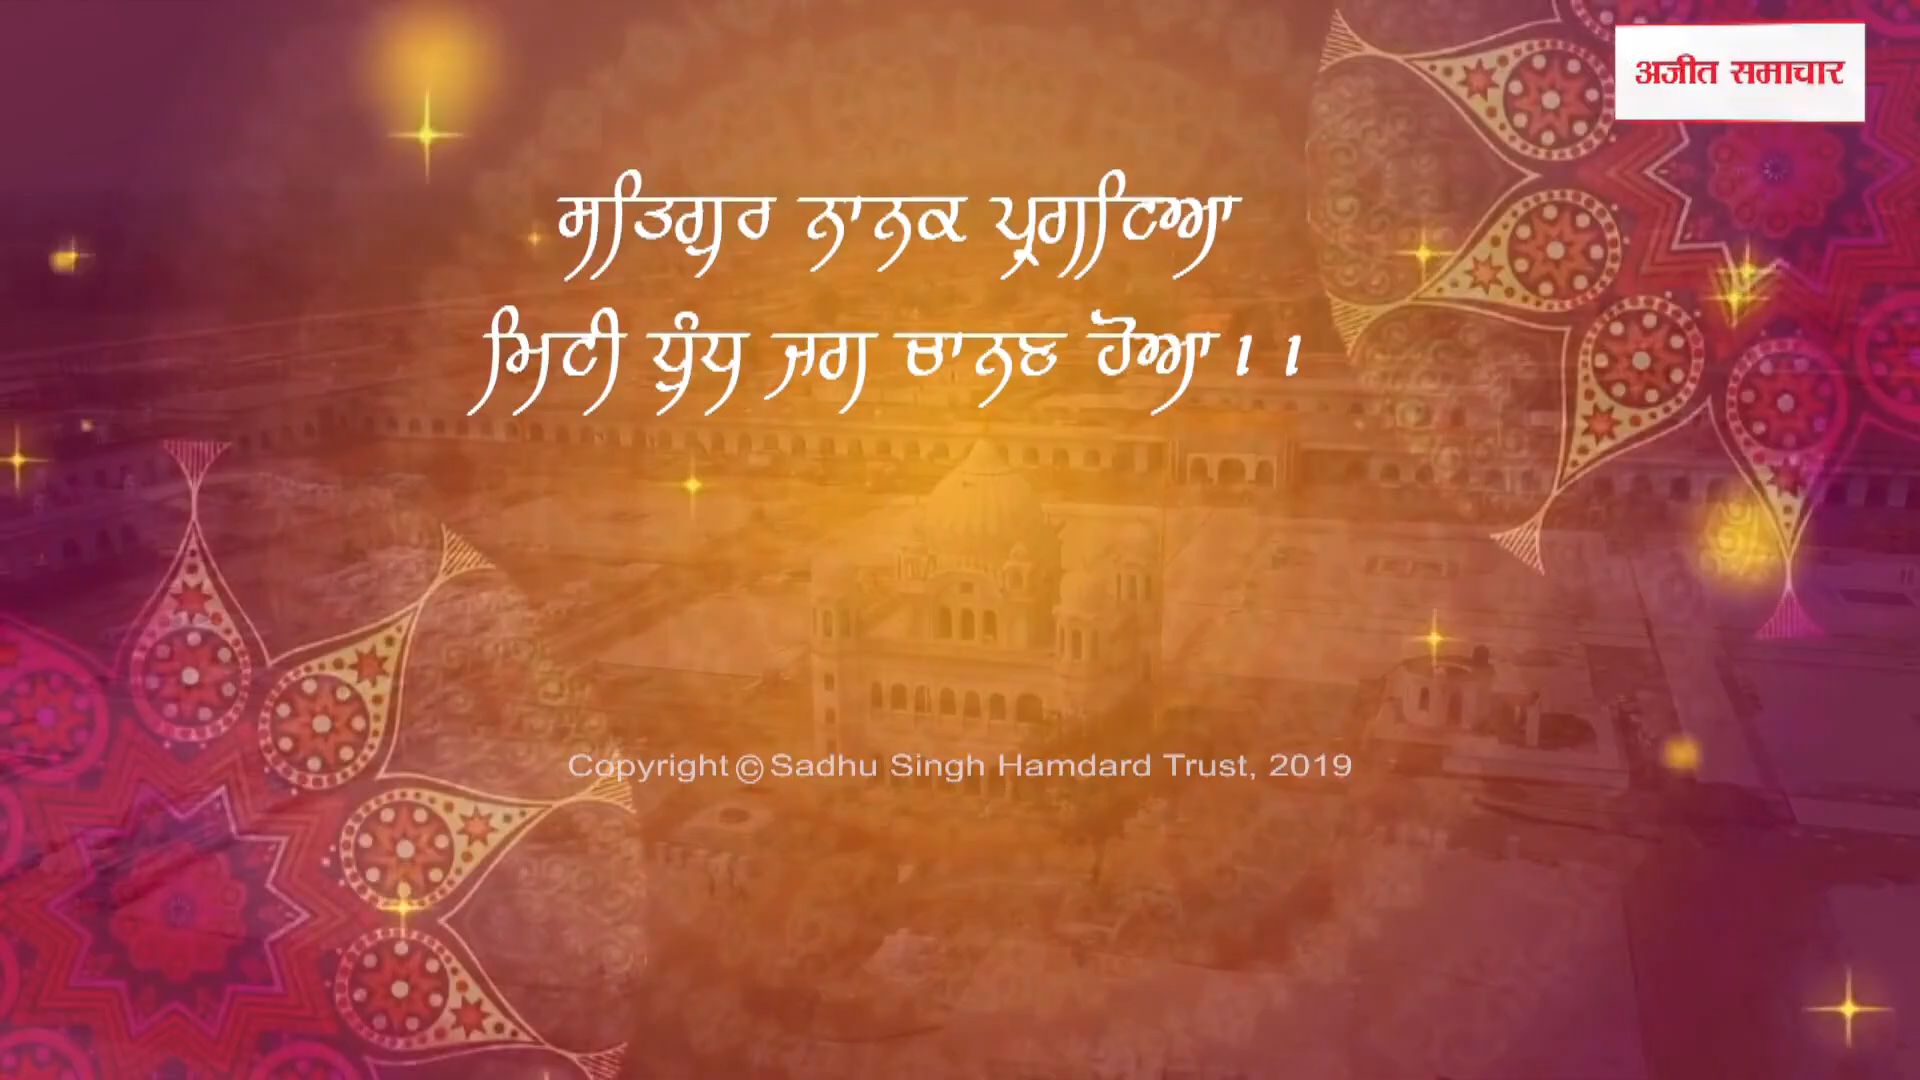 अजीत समाचार
ਸਤਿਗੁਰ ਨਾਨਕ ਪ੍ਰਗਟਿਆ
ਮਿਟੀ ਧੁੰਧ ਜਗ ਚਾਨਣ ਹੋਆ।।
Copyright © Sadhu Singh Hamdard Trust, 2019